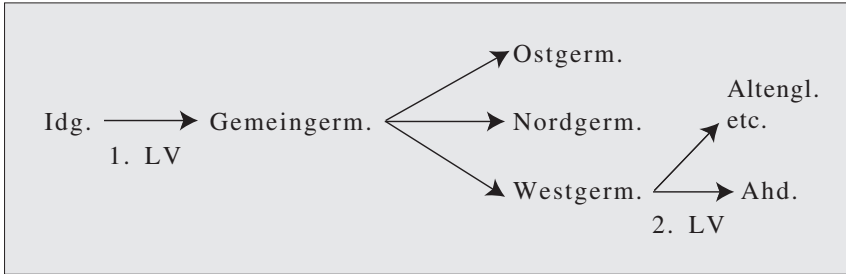 Ostgerm.
Altengl.
etc.
Idg.
Gemeingerm.
Nordgerm.
1. LV
Westgerm.
Ahd.
2. LV